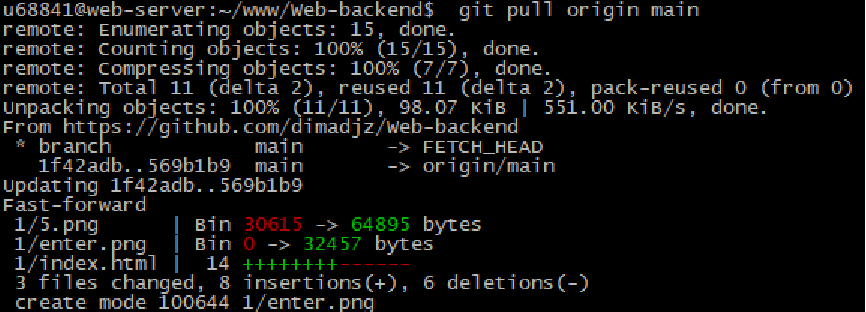 u68841@web-server:~/www/Web-backend$  git pull origin main
remote: Enumerating objects: 15, done.
remote: Counting objects: 100% (15/15), done.
remote: Compressing objects: 100% (7/7), done.
remote: Total 11 (delta 2), reused 11 (delta 2), pack-reused 0 (from 0)
Unpacking objects: 100% (11/11), 98.07 KiB | 551.00 KiB/s, done.
From https://github.com/dimadjz/Web-backend
 * branch            main       -> FETCH_HEAD
   1f42adb..569b1b9  main       -> origin/main
Updating 1f42adb..569b1b9
Fast-forward
 1/5.png      | Bin 30615 -> 64895 bytes
 1/enter.png  | Bin 0 -> 32457 bytes
 1/index.html |  14 ++++++++------
 3 files changed, 8 insertions(+), 6 deletions(-)
 create mode 100644 1/enter.png